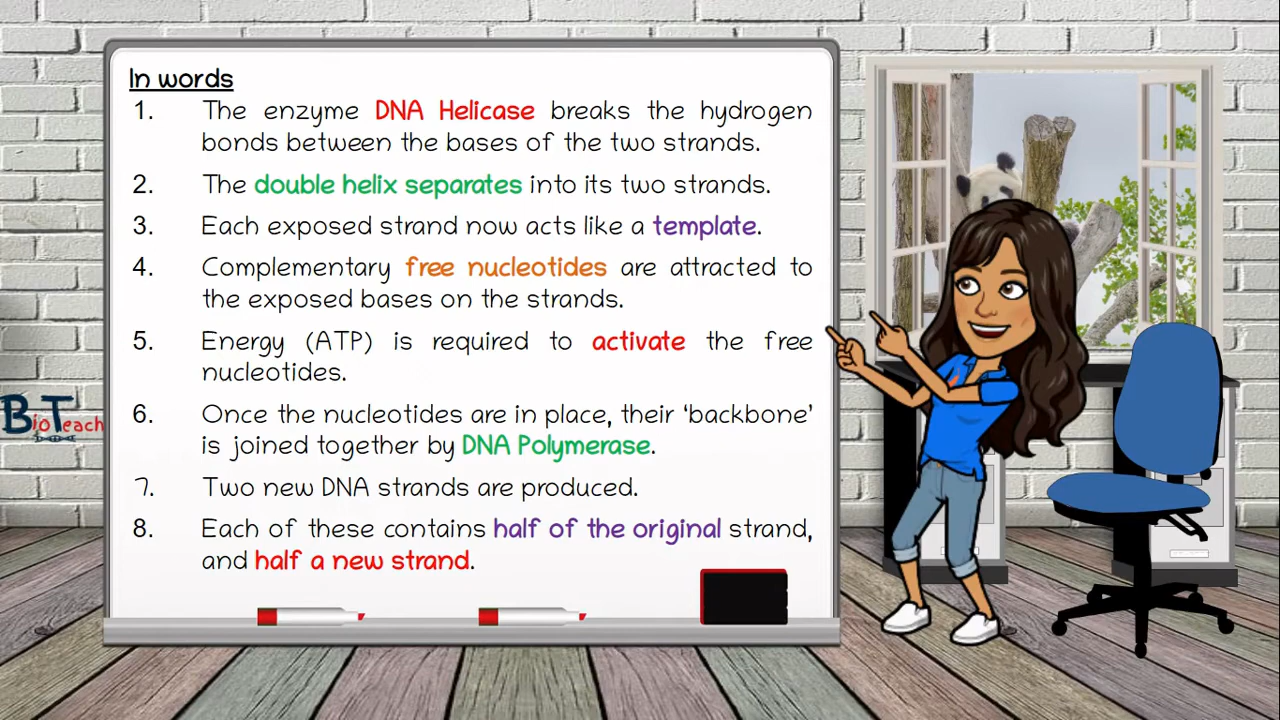 In words
1. The enzyme DNA Helicase breaks the hydrogen
bonds between the bases of the two strands.
2. The double helix separates into its two strands.
3. Each exposed strand now acts like a template.
4. Complementary free nucleotides are attracted to
the exposed bases on the strands.
5. Energy (ATP) is required to activate the free
nucleotides.
6. Once the nucleotides are in place, their ‘backbone’
is joined together by DNA Polymerase.
7. Two new DNA strands are produced.
8. Each of these contains half of the original strand,
and half a new strand.
BioTeach